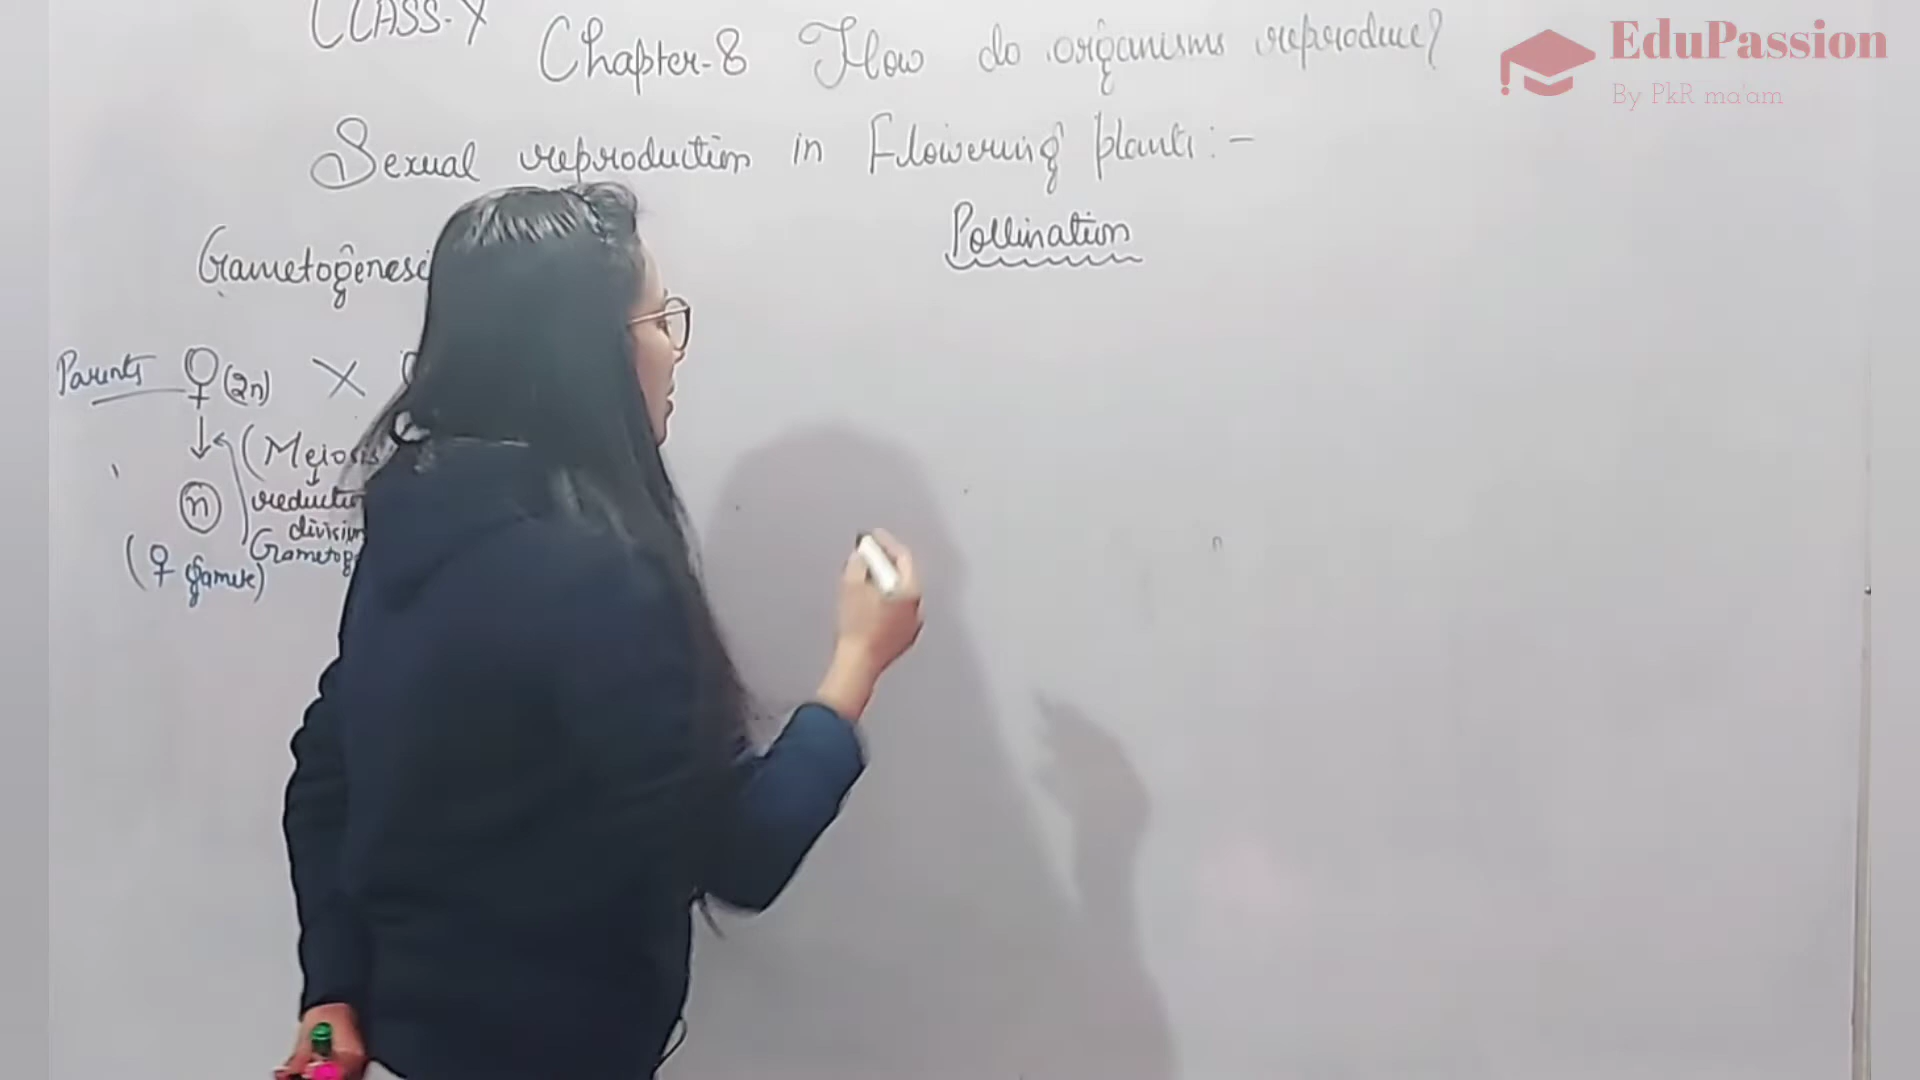 CLASS-X
Chapter-8 How do organisms reproduce?
EduPassion
By PkR ma'am
Sexual reproduction in Flowering plants:-
Pollination
Gametogenesi
Parents ♀ (2n) X
(Meiosis
n
reduction
division
Gametog
(♀ gamete)